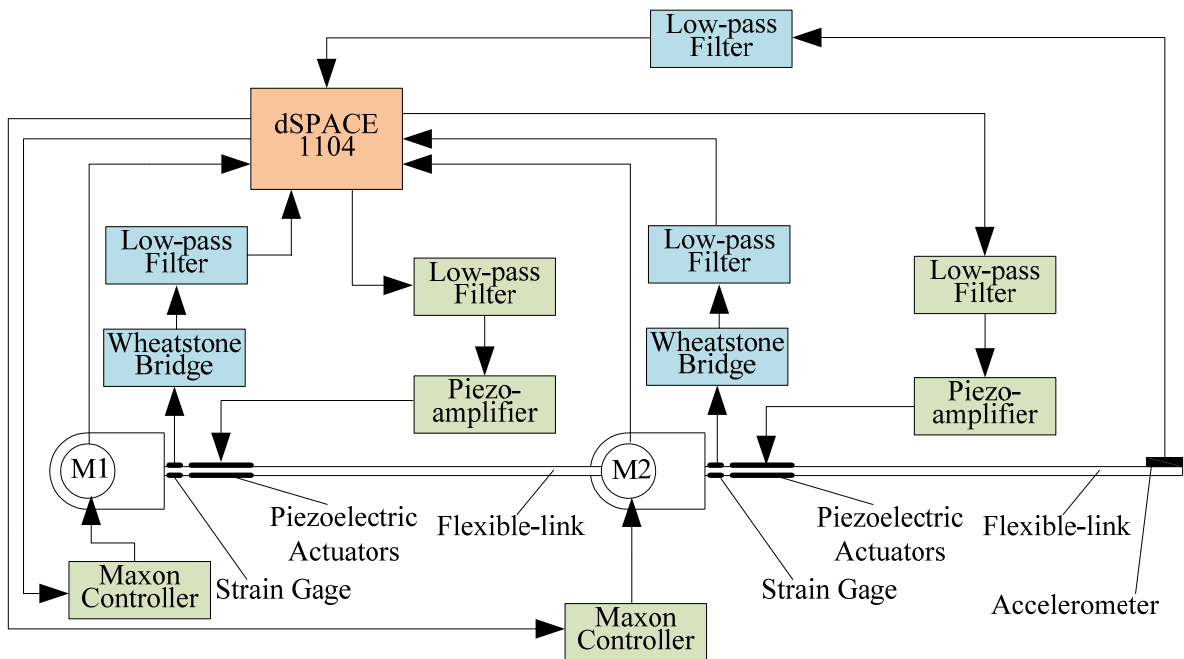 Low-pass
Filter
dSPACE
1104
Low-pass
Filter
Low-pass
Filter
Low-pass
Filter
Low-pass
Filter
Wheatstone
Bridge
Wheatstone
Bridge
Piezo-
amplifier
Piezo-
amplifier
M1
M2
Piezoelectric
Actuators
Flexible-link
Piezoelectric
Actuators
Flexible-link
Maxon
Controller
Strain Gage
Strain Gage
Accelerometer
Maxon
Controller